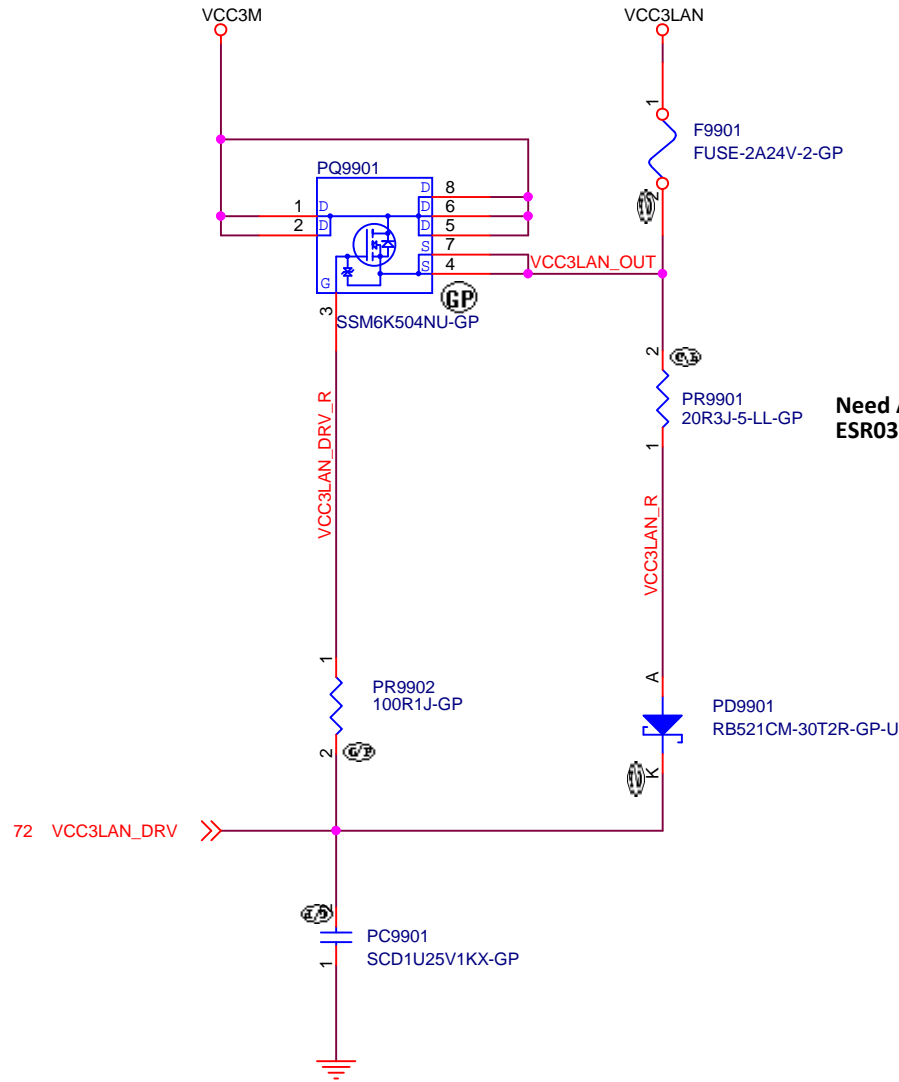 VCC3M
VCC3LAN
1
F9901
FUSE-2A24V-2-GP
2
PQ9901
1
2
D
D
D
D
D
S
S
G
8
6
5
7
4
3
GP
SSM6K504NU-GP
VCC3LAN_OUT
VCC3LAN_DRV_R
2
PR9901
20R3J-5-LL-GP
1
Need
ESR03
VCC3LAN_R
1
PR9902
100R1J-GP
2
A
PD9901
RB521CM-30T2R-GP-U
K
72 VCC3LAN_DRV
2
PC9901
SCD1U25V1KX-GP
1